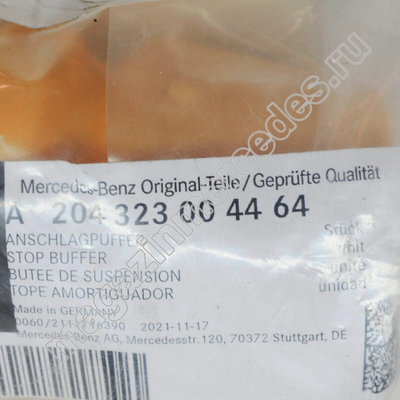 Mercedes-Benz Original-Teile/Geprüfte Qualität
A 204 323 00 44 64
ANSCHLAGPUFFER Stück
STOP BUFFER unit
BUTEE DE SUSPENSION unité
TOPE AMORTIGUADOR unidad
Made in GERMANY
2021-11-17
Mercedes-Benz AG, Mercedesstr.120, 70372 Stuttgart, DE